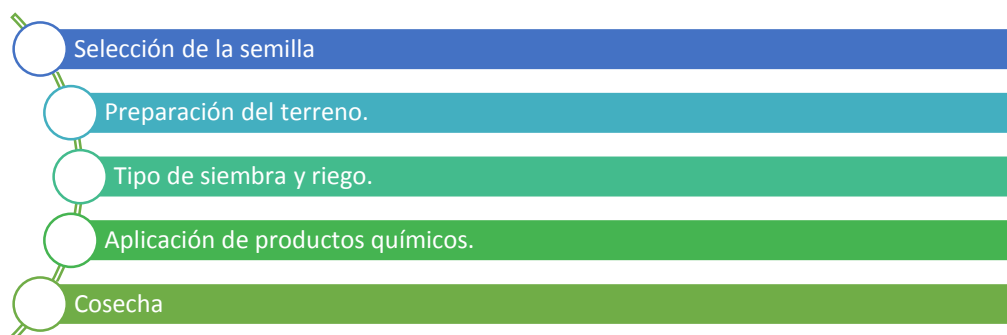 Selección de la semilla
Preparación del terreno.
Tipo de siembra y riego.
Aplicación de productos químicos.
Cosecha